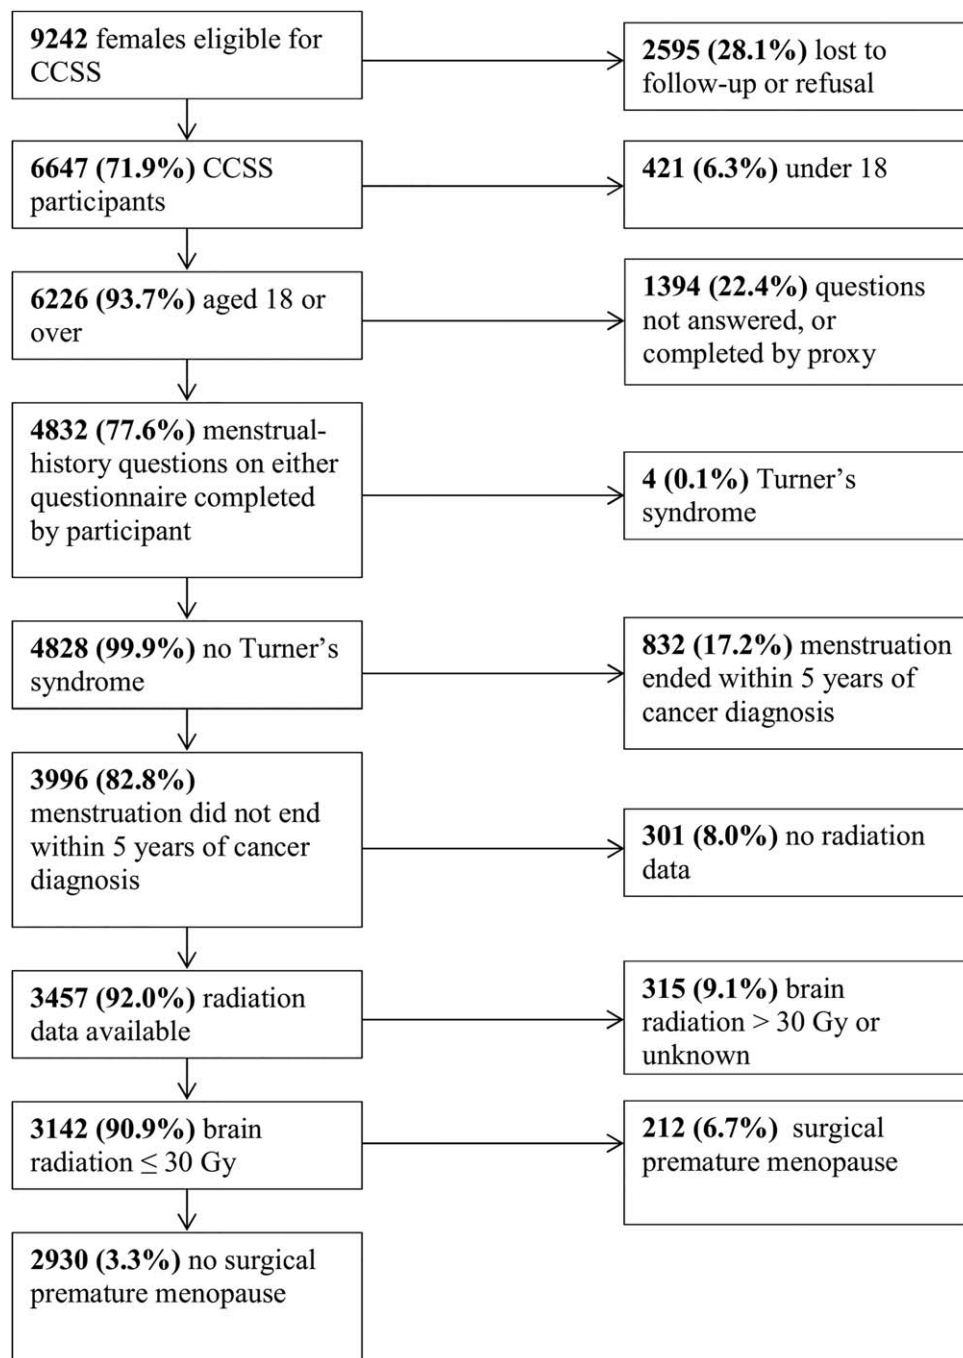 9242 females eligible for
CCSS
2595 (28.1%) lost to
follow-up or refusal
6647 (71.9%) CCSS
participants
421 (6.3%) under 18
6226 (93.7%) aged 18 or
over
1394 (22.4%) questions
not answered, or
completed by proxy
4832 (77.6%) menstrual-
history questions on either
questionnaire completed
by participant
4 (0.1%) Turner’s
syndrome
4828 (99.9%) no Turner’s
syndrome
832 (17.2%) menstruation
ended within 5 years of
cancer diagnosis
3996 (82.8%)
menstruation did not end
within 5 years of cancer
diagnosis
301 (8.0%) no radiation
data
3457 (92.0%) radiation
data available
315 (9.1%) brain
radiation > 30 Gy or
unknown
3142 (90.9%) brain
radiation ≤ 30 Gy
212 (6.7%) surgical
premature menopause
2930 (3.3%) no surgical
premature menopause